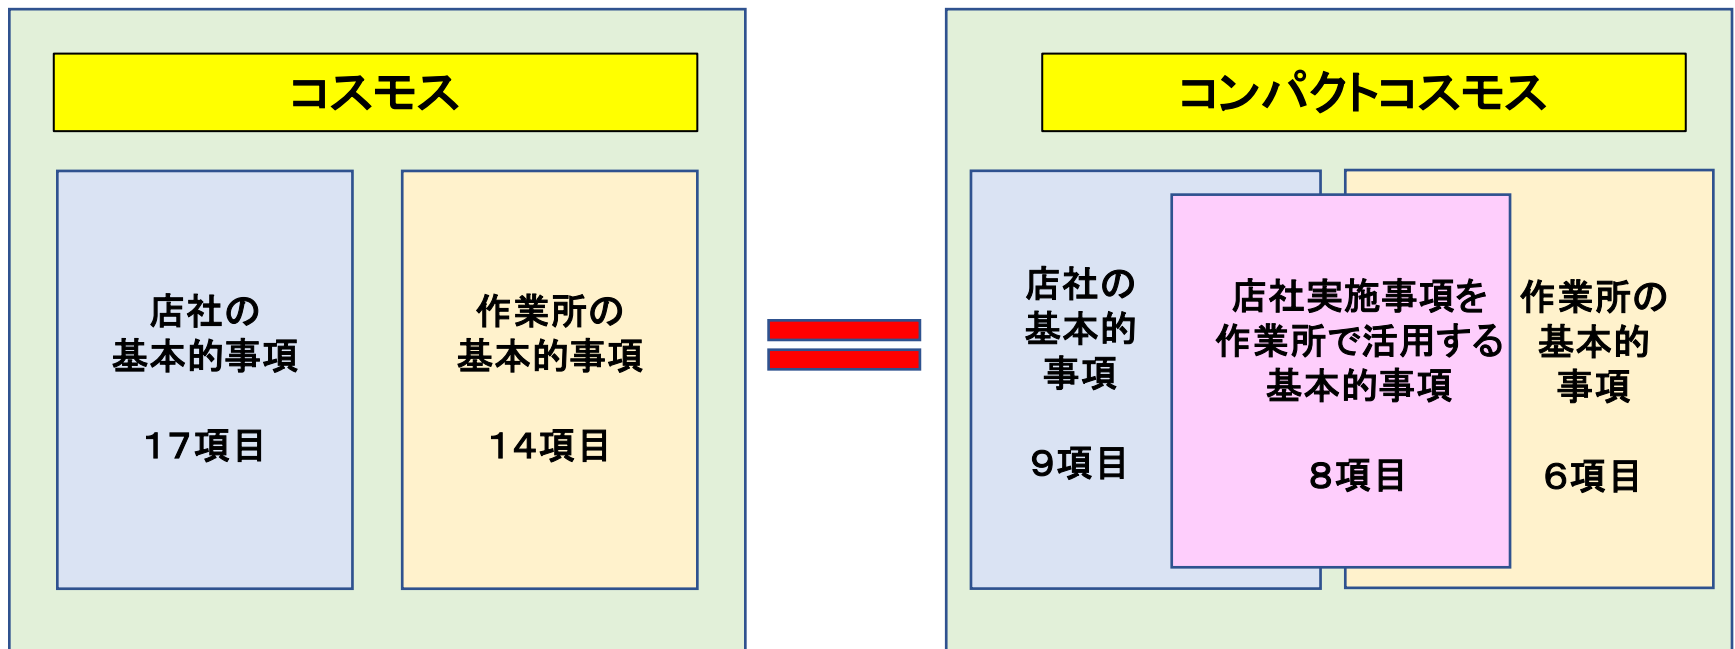 コスモス
店社の
基本的事項
17項目
作業所の
基本的事項
14項目
コンパクトコスモス
店社の
基本的
事項
9項目
店社実施事項を
作業所で活用する
基本的事項
8項目
作業所の
基本的
事項
6項目